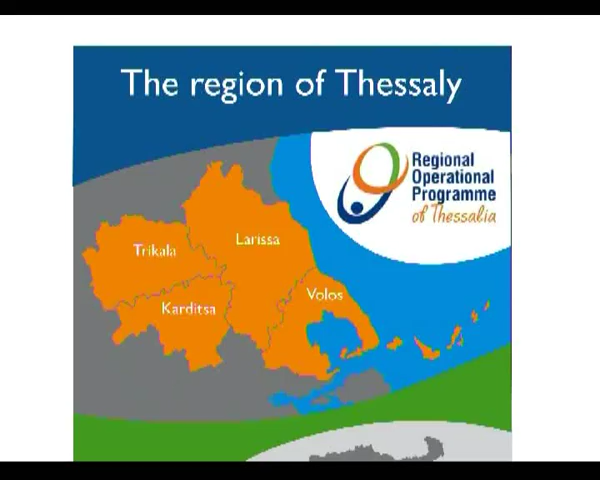 The region of Thessaly
Regional
Operational
Programme
of Thessalia
Larissa
Trikala
Volos
Karditsa